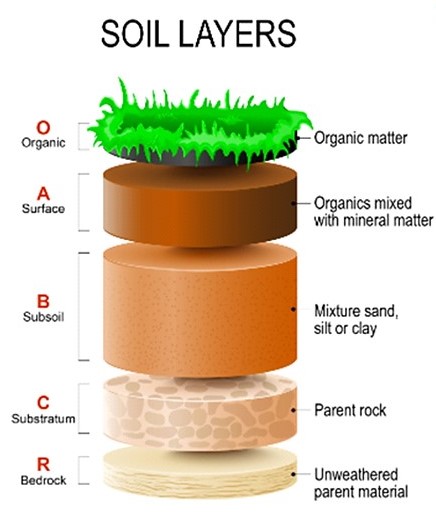 SOIL LAYERS
O
Organic
Organic matter
A
Surface
Organics mixed
with mineral matter
B
Subsoil
Mixture sand,
silt or clay
C
Substratum
Parent rock
R
Bedrock
Unweathered
parent material